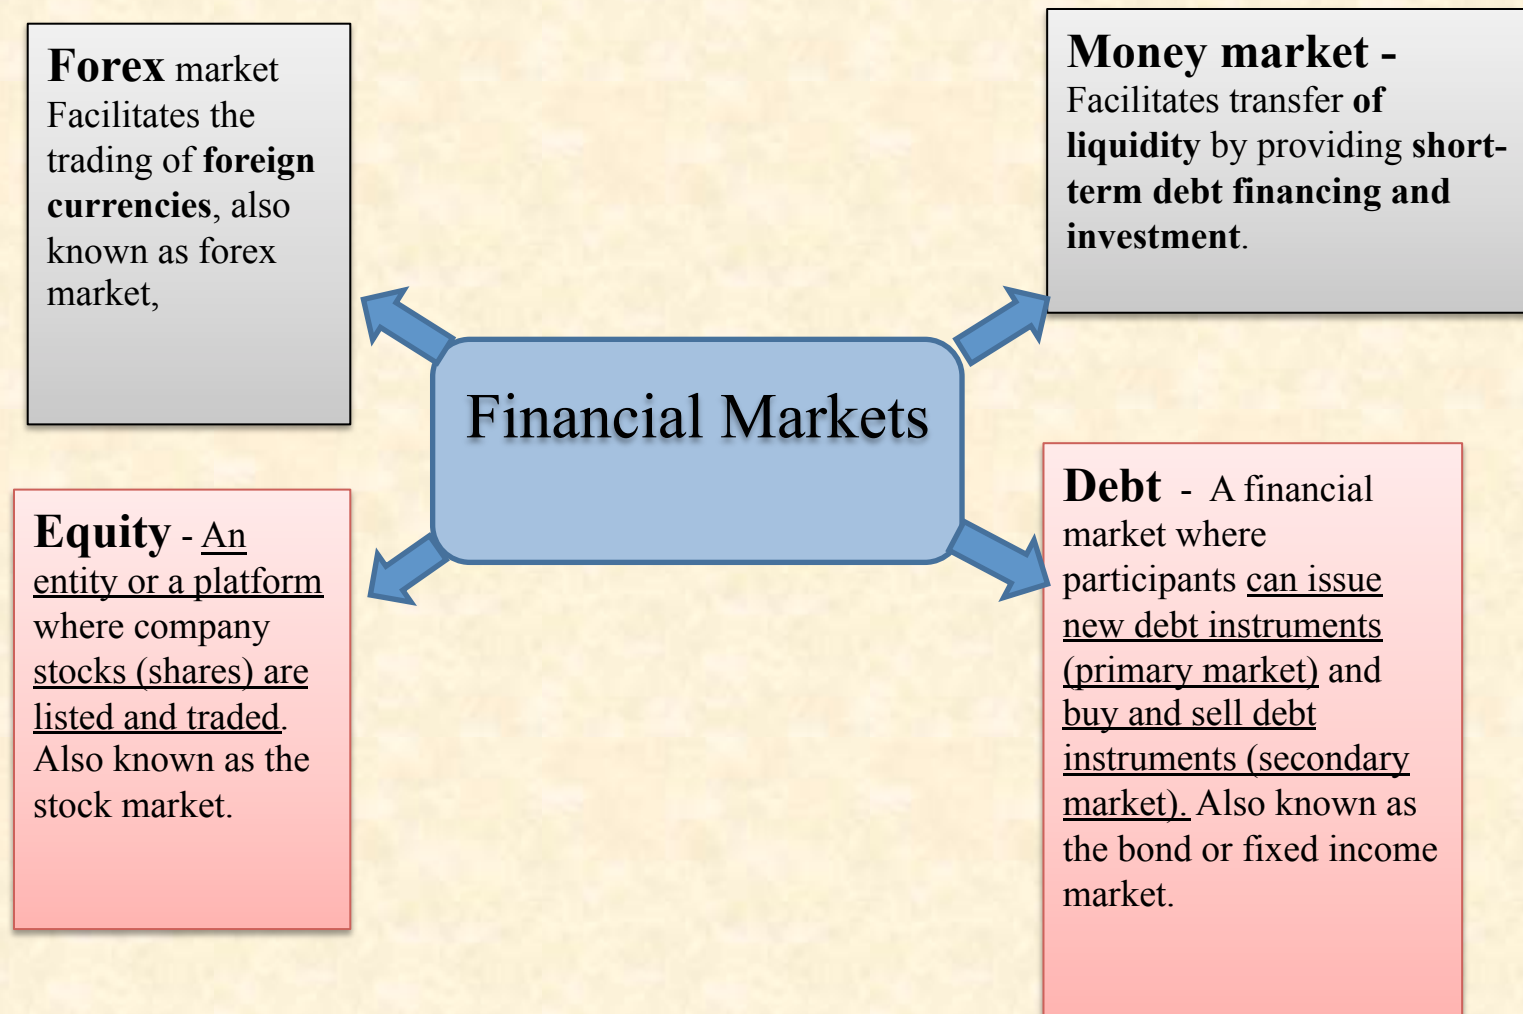 Forex market
Facilitates the
trading of foreign
currencies, also
known as forex
market,
Money market -
Facilitates transfer of
liquidity by providing short-
term debt financing and
investment.
Financial Markets
Equity - An
entity or a platform
where company
stocks (shares) are
listed and traded.
Also known as the
stock market.
Debt - A financial
market where
participants can issue
new debt instruments
(primary market) and
buy and sell debt
instruments (secondary
market). Also known as
the bond or fixed income
market.